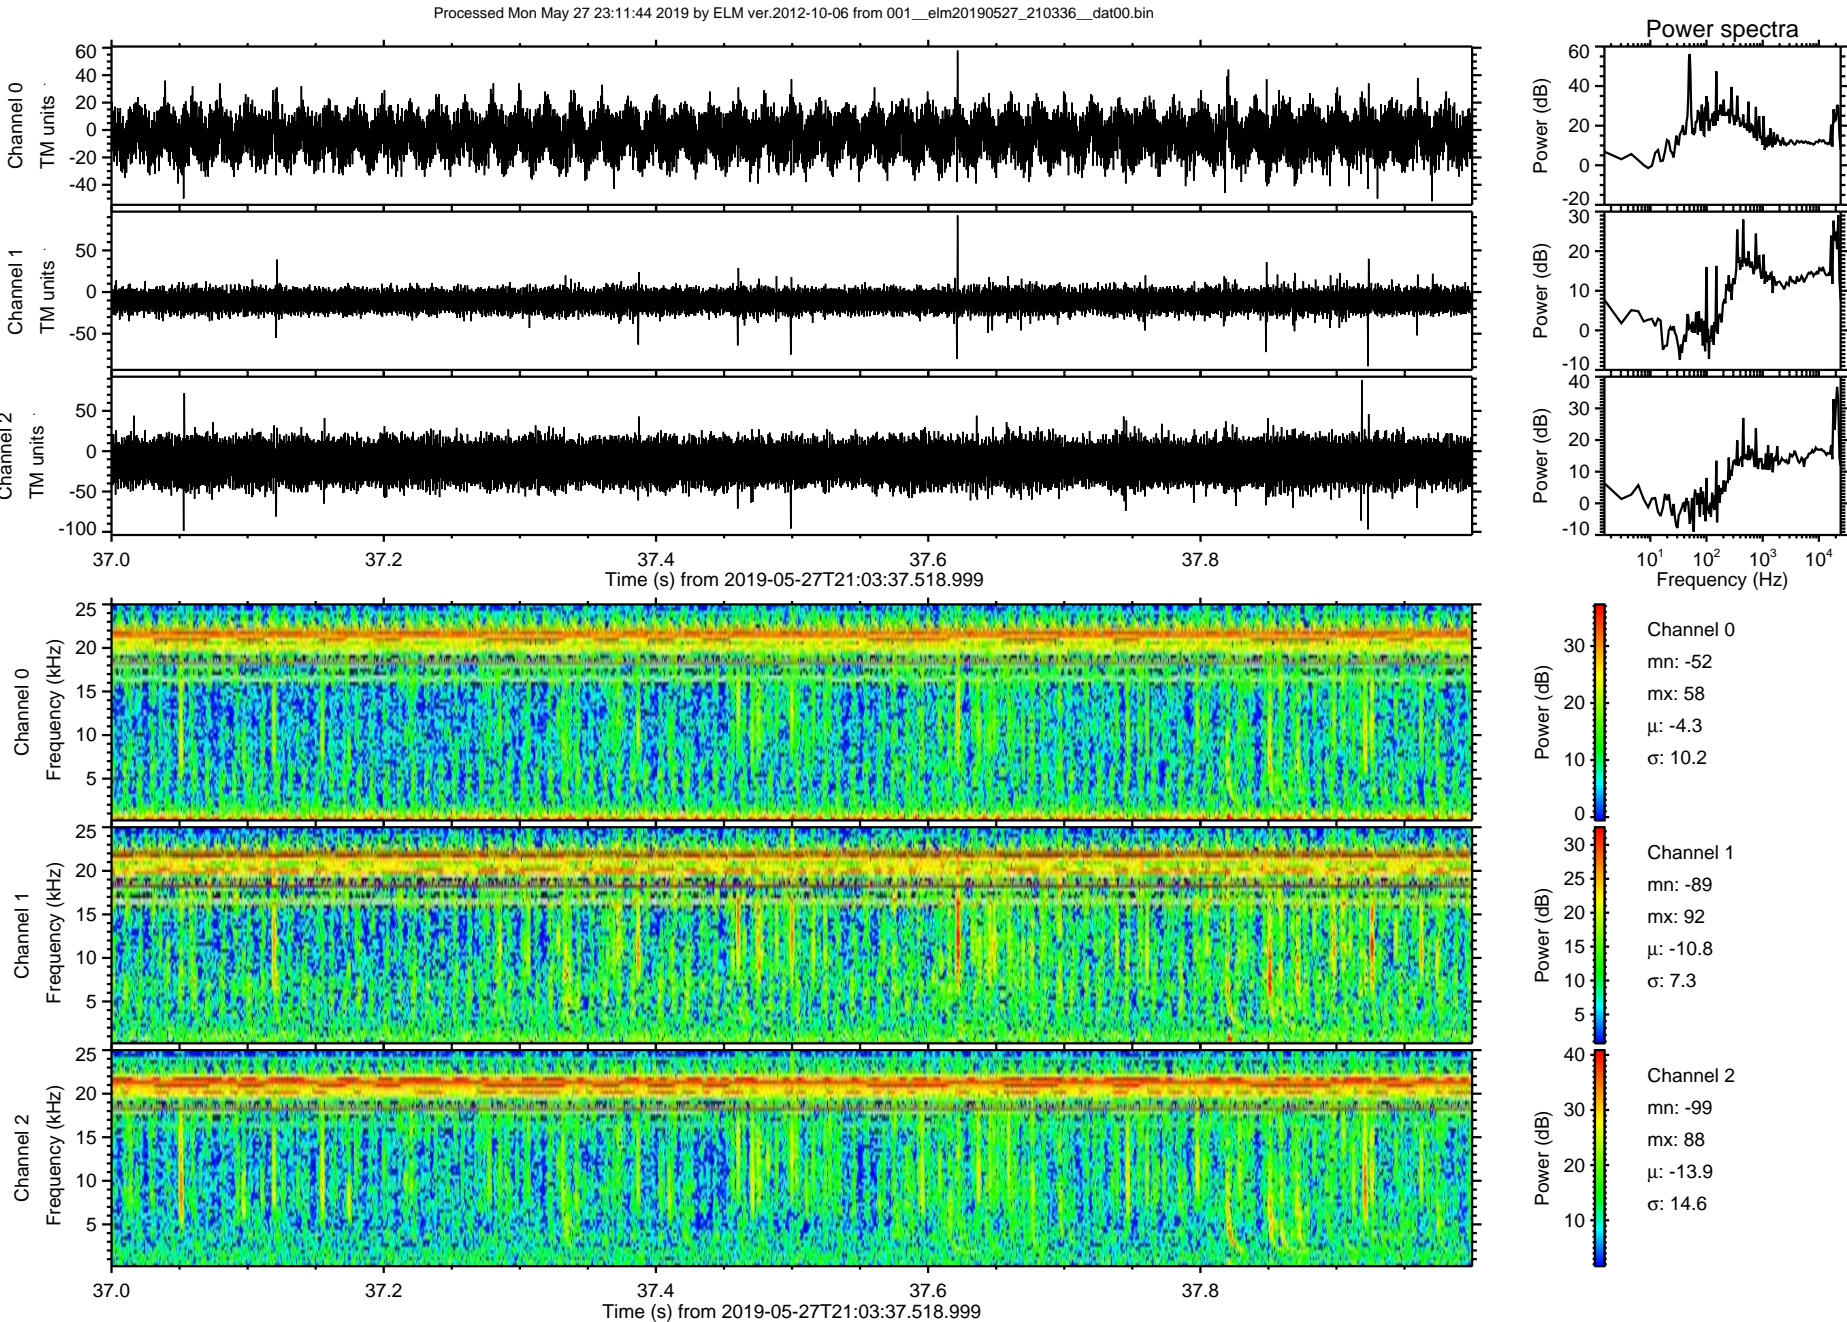 Processed Mon May 27 23:11:44 2019 by ELM ver.2012-10-06 from 001__elm20190527_210336__dat00.bin
Power spectra
Channel 0
TM units
60
40
20
0
-20
-40
Power (dB)
60
40
20
0
-20
Channel 1
TM units
50
0
-50
Power (dB)
30
20
10
0
-10
Channel 2
TM units
50
0
-50
-100
Power (dB)
40
30
20
10
0
-10
37.0 37.2 37.4 37.6 37.8
Time (s) from 2019-05-27T21:03:37.518.999
10¹ 10² 10³ 10⁴
Frequency (Hz)
Channel 0
Frequency (kHz)
25
20
15
10
5
Power (dB)
30
20
10
0
Channel 0
mn: -52
mx: 58
μ: -4.3
σ: 10.2
Channel 1
Frequency (kHz)
25
20
15
10
5
Power (dB)
30
25
20
15
10
5
Channel 1
mn: -89
mx: 92
μ: -10.8
σ: 7.3
Channel 2
Frequency (kHz)
25
20
15
10
5
Power (dB)
40
30
20
10
Channel 2
mn: -99
mx: 88
μ: -13.9
σ: 14.6
37.0 37.2 37.4 37.6 37.8
Time (s) from 2019-05-27T21:03:37.518.999